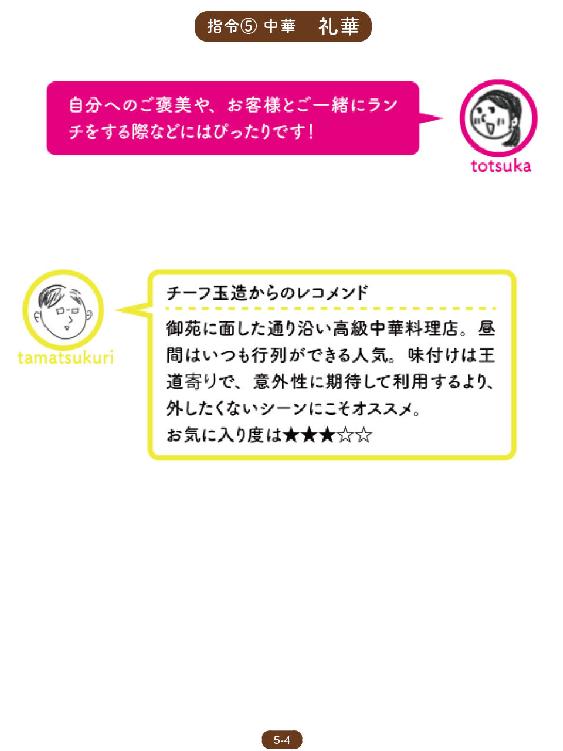 指令⑤ 中華　礼華
自分へのご褒美や、お客様とご一緒にラン
チをする際などにはぴったりです！
totsuka
チーフ玉造からのレコメンド
tamatsukuri
御苑に面した通り沿い高級中華料理店。昼
間はいつも行列ができる人気。味付けは王
道寄りで、意外性に期待して利用するより、
外したくないシーンにこそオススメ。
お気に入り度は★★★☆☆
5-4